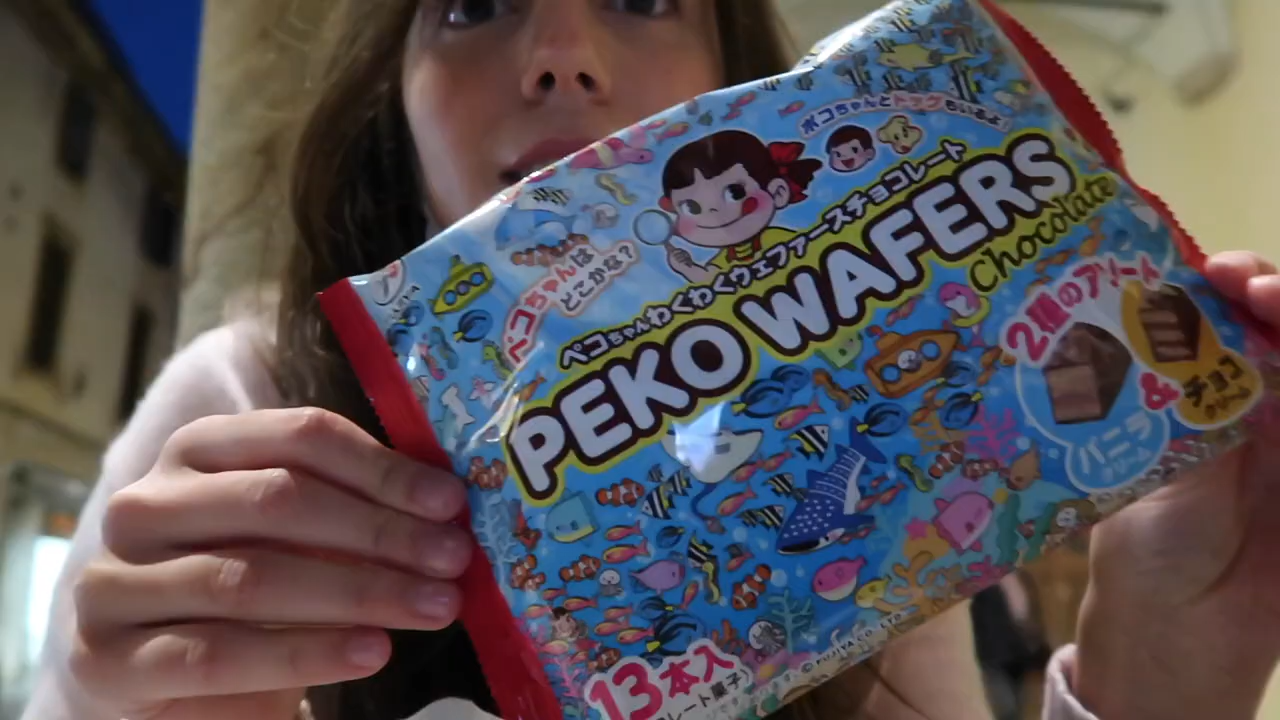 ポコちゃんとドッグもいるよ!
ペコちゃんは
どこかな?
ペコちゃんわくわくウェファースチョコレート
PEKO WAFERS
Chocolate
2種のアソート
バニラ
クリーム
&
チョコ
クリーム
13本入
©FUJIYA CO.,LTD.